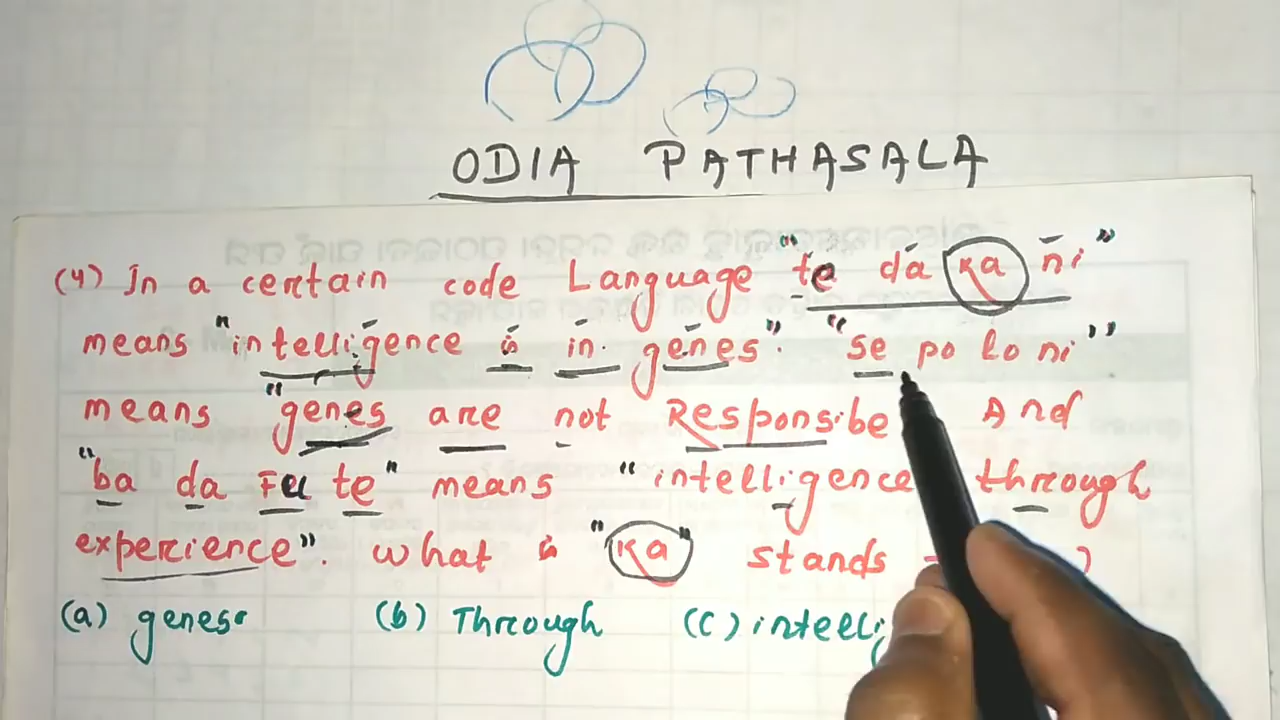 ODIA PATHASALA
(4) In a certain code Language "te da Ka ni"
means "intelligence is in genes". "se po lo ni"
means "genes are not Responsibe And
"ba da Fu te" means "intelligence through
experience". what is "Ka" stands
(a) genes (b) Through (c) intelli